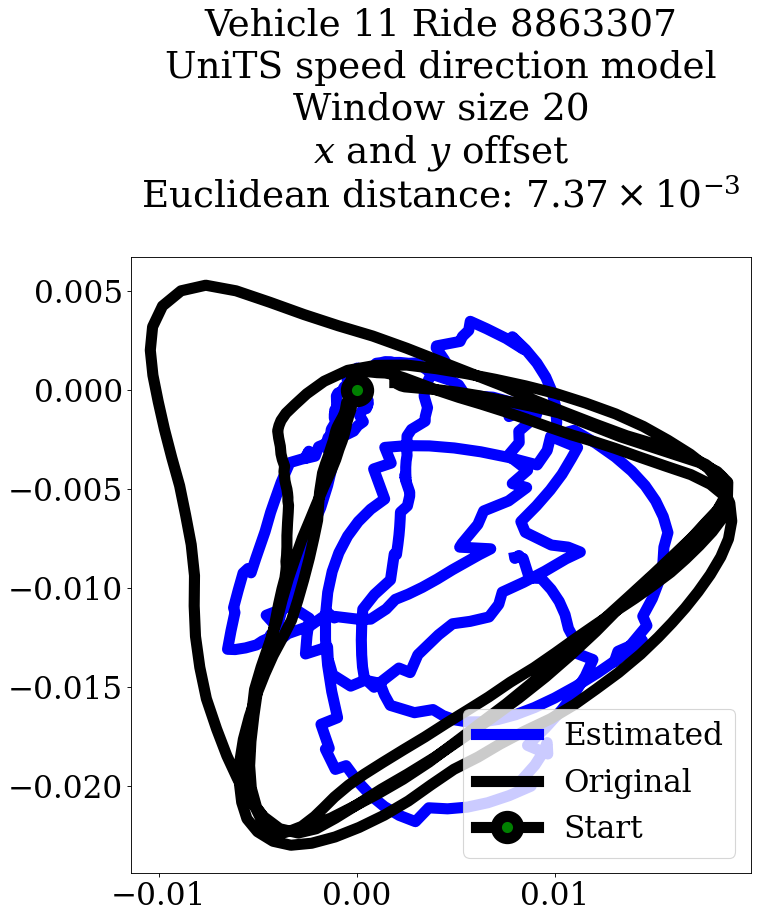 Vehicle 11 Ride 8863307
UniTS speed direction model
Window size 20
x and y offset
Euclidean distance: 7.37 × 10⁻³
0.005
0.000
−0.005
−0.010
−0.015
−0.020
−0.01
0.00
0.01
Estimated
Original
Start